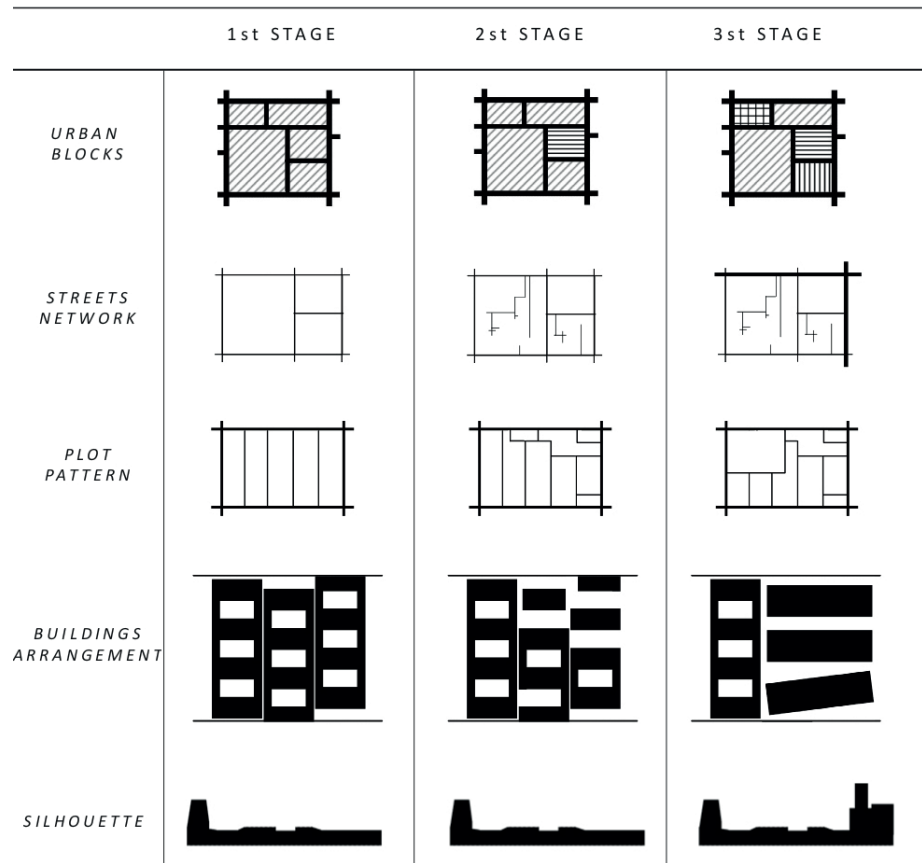 1st STAGE
2st STAGE
3st STAGE
URBAN
BLOCKS
STREETS
NETWORK
PLOT
PATTERN
BUILDINGS
ARRANGEMENT
SILHOUETTE